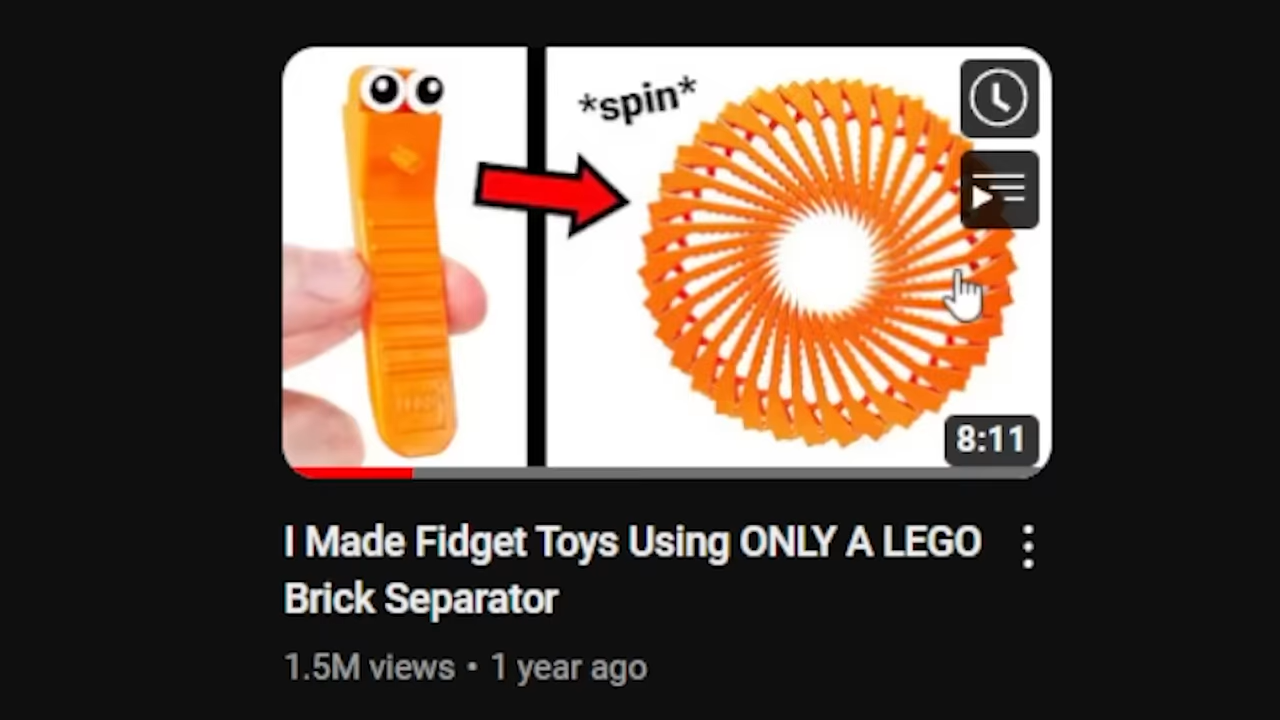 *spin*
8:11
I Made Fidget Toys Using ONLY A LEGO
Brick Separator
1.5M views • 1 year ago